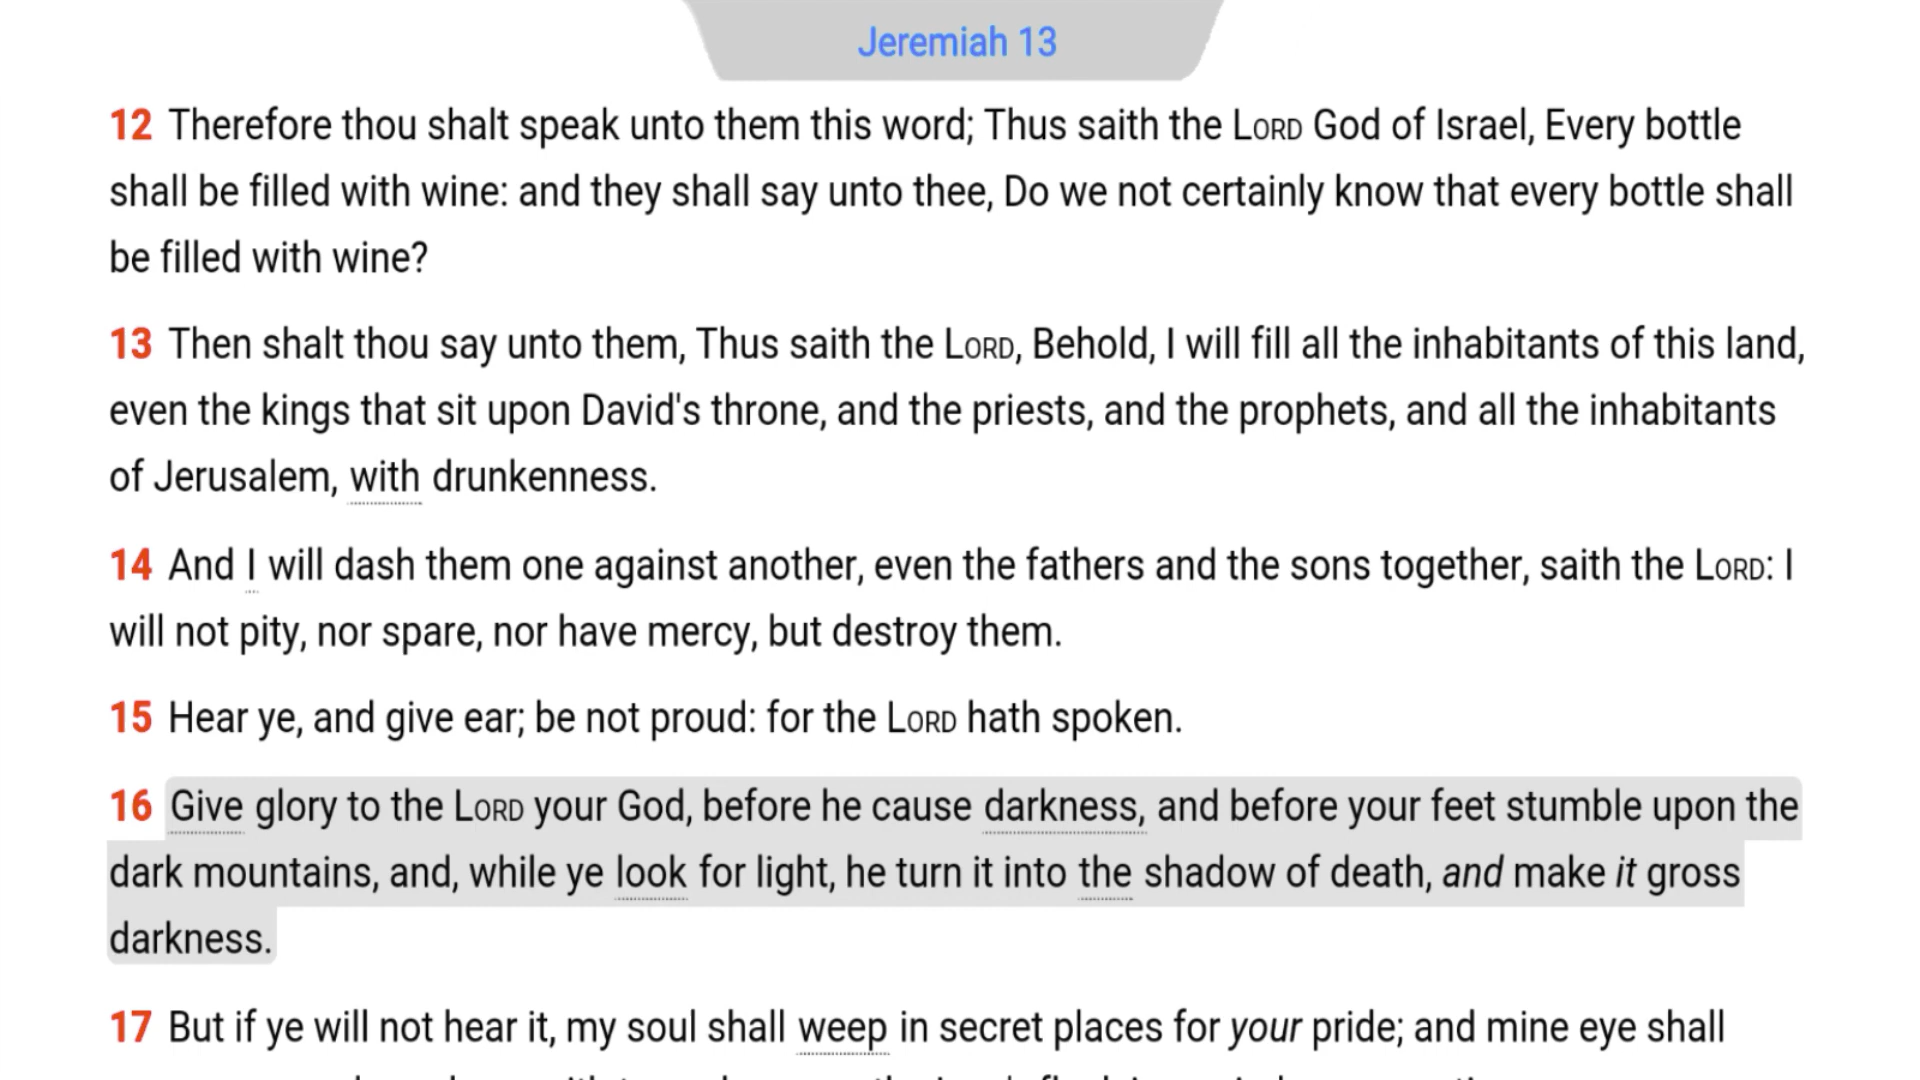 Jeremiah 13
12 Therefore thou shalt speak unto them this word; Thus saith the LORD God of Israel, Every bottle
shall be filled with wine: and they shall say unto thee, Do we not certainly know that every bottle shall
be filled with wine?
13 Then shalt thou say unto them, Thus saith the LORD, Behold, I will fill all the inhabitants of this land,
even the kings that sit upon David's throne, and the priests, and the prophets, and all the inhabitants
of Jerusalem, with drunkenness.
14 And I will dash them one against another, even the fathers and the sons together, saith the LORD: I
will not pity, nor spare, nor have mercy, but destroy them.
15 Hear ye, and give ear; be not proud: for the LORD hath spoken.
16 Give glory to the LORD your God, before he cause darkness, and before your feet stumble upon the
dark mountains, and, while ye look for light, he turn it into the shadow of death, and make it gross
darkness.
17 But if ye will not hear it, my soul shall weep in secret places for your pride; and mine eye shall